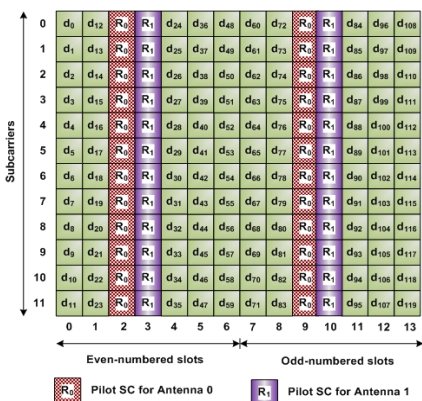 0 d0 d12 R0 R1 d24 d36 d48 d60 d72 R0 R1 d84 d96 d108
1 d1 d13 R0 R1 d25 d37 d49 d61 d73 R0 R1 d85 d97 d109
2 d2 d14 R0 R1 d26 d38 d50 d62 d74 R0 R1 d86 d98 d110
3 d3 d15 R0 R1 d27 d39 d51 d63 d75 R0 R1 d87 d99 d111
4 d4 d16 R0 R1 d28 d40 d52 d64 d76 R0 R1 d88 d100 d112
5 d5 d17 R0 R1 d29 d41 d53 d65 d77 R0 R1 d89 d101 d113
6 d6 d18 R0 R1 d30 d42 d54 d66 d78 R0 R1 d90 d102 d114
7 d7 d19 R0 R1 d31 d43 d55 d67 d79 R0 R1 d91 d103 d115
8 d8 d20 R0 R1 d32 d44 d56 d68 d80 R0 R1 d92 d104 d116
9 d9 d21 R0 R1 d33 d45 d57 d69 d81 R0 R1 d93 d105 d117
10 d10 d22 R0 R1 d34 d46 d58 d70 d82 R0 R1 d94 d106 d118
11 d11 d23 R0 R1 d35 d47 d59 d71 d83 R0 R1 d95 d107 d119
Subcarriers
0 1 2 3 4 5 6 7 8 9 10 11 12 13
Even-numbered slots Odd-numbered slots
R0 Pilot SC for Antenna 0 R1 Pilot SC for Antenna 1